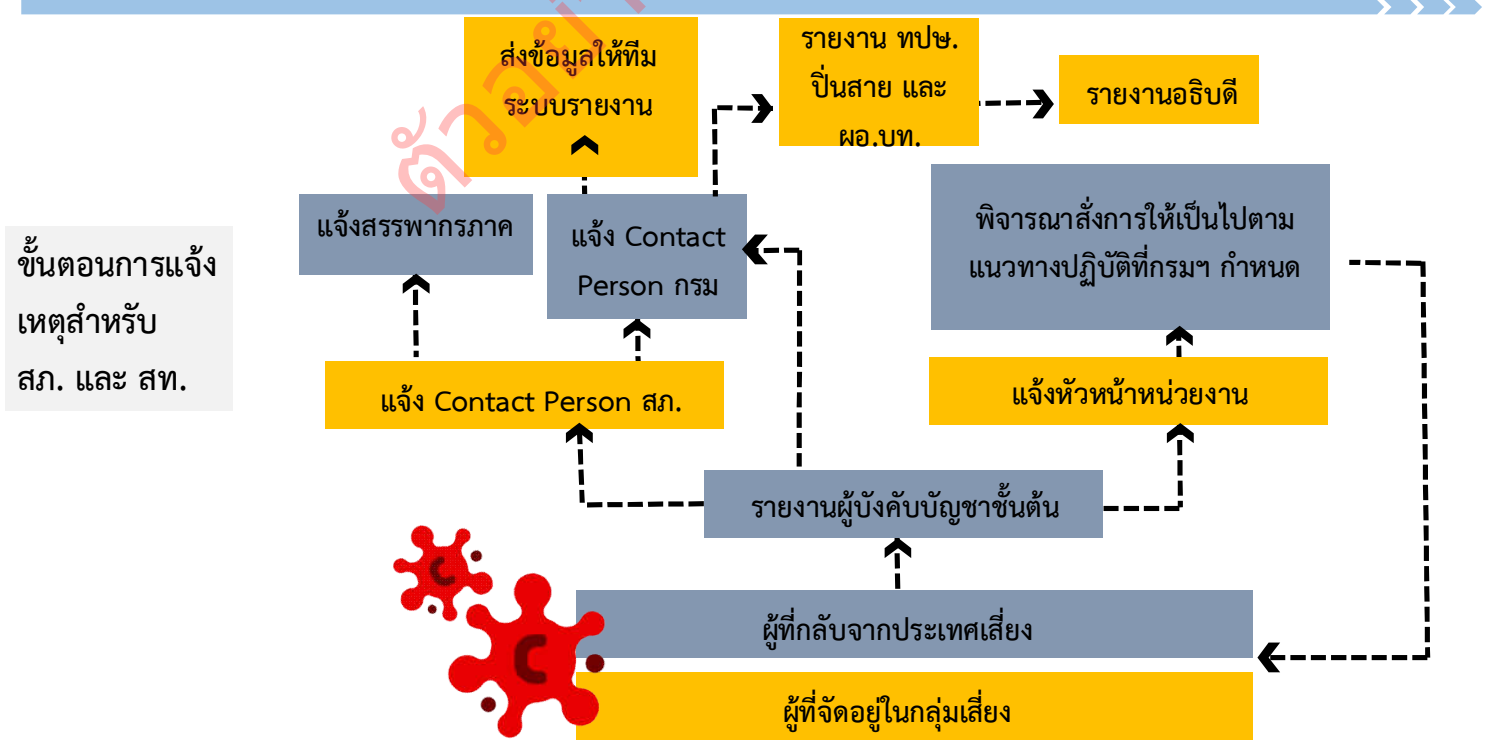 ส่งข้อมูลให้ทีม
ระบบรายงาน
รายงาน ทปษ.
ปิ่นสาย และ
ผอ.บท.
รายงานอธิบดี
แจ้งสรรพากรภาค
แจ้ง Contact
Person กรม
พิจารณาสั่งการให้เป็นไปตาม
แนวทางปฏิบัติที่กรมฯ กำหนด
ขั้นตอนการแจ้ง
เหตุสำหรับ
สภ. และ สท.
แจ้ง Contact Person สภ.
แจ้งหัวหน้าหน่วยงาน
รายงานผู้บังคับบัญชาชั้นต้น
ผู้ที่กลับจากประเทศเสี่ยง
ผู้ที่จัดอยู่ในกลุ่มเสี่ยง